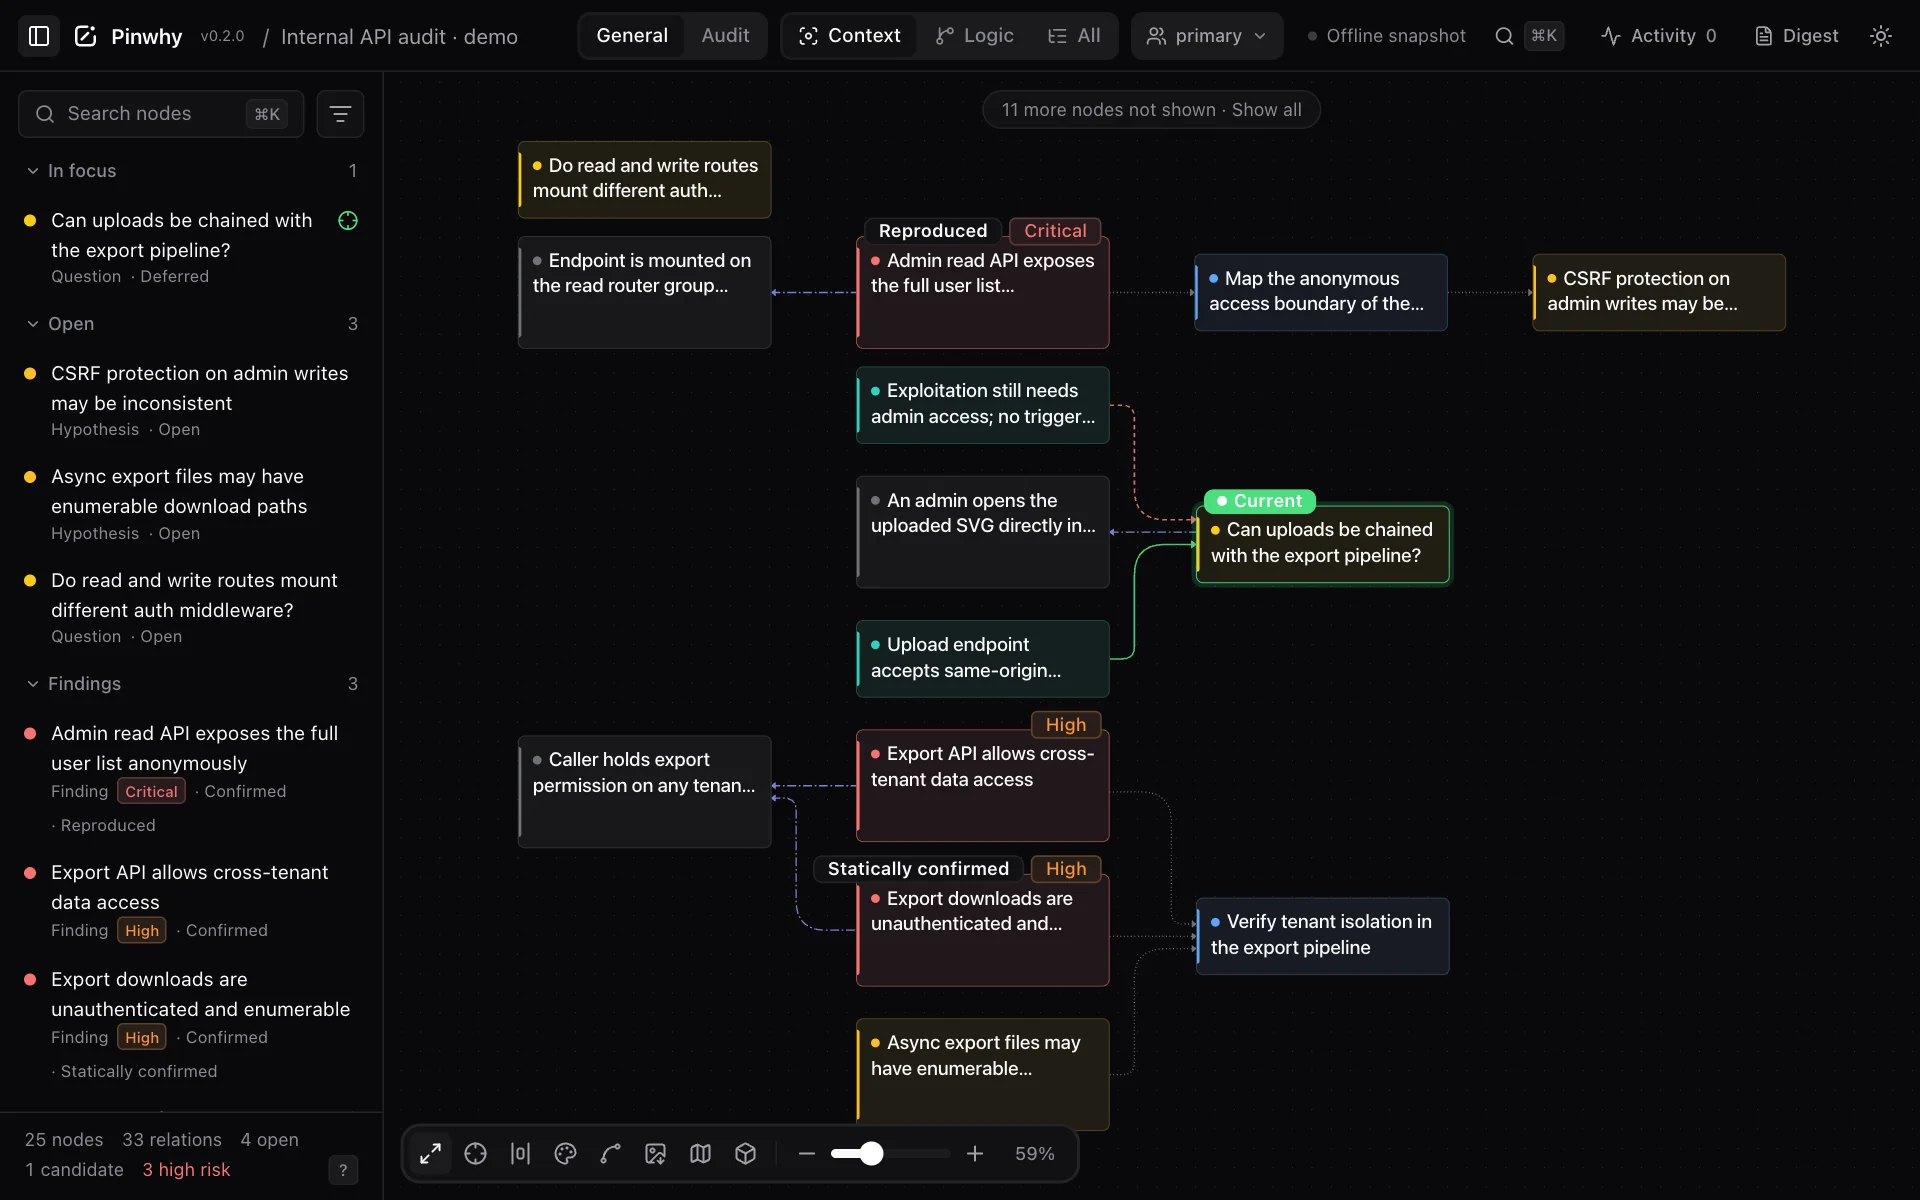 Pinwhy v0.2.0 / Internal API audit · demo
General Audit
Context Logic All
primary
Offline snapshot
⌘K
Activity 0
Digest
Search nodes ⌘K
In focus 1
Can uploads be chained with
the export pipeline?
Question · Deferred
Open 3
CSRF protection on admin writes
may be inconsistent
Hypothesis · Open
Async export files may have
enumerable download paths
Hypothesis · Open
Do read and write routes mount
different auth middleware?
Question · Open
Findings 3
Admin read API exposes the full
user list anonymously
Finding Critical · Confirmed
· Reproduced
Export API allows cross-tenant
data access
Finding High · Confirmed
Export downloads are
unauthenticated and enumerable
Finding High · Confirmed
· Statically confirmed
25 nodes 33 relations 4 open
1 candidate 3 high risk
?
11 more nodes not shown · Show all
Do read and write routes
mount different auth...
Endpoint is mounted on
the read router group...
Reproduced Critical
Admin read API exposes
the full user list...
Map the anonymous
access boundary of the...
CSRF protection on
admin writes may be...
Exploitation still needs
admin access; no trigger...
An admin opens the
uploaded SVG directly in...
Current
Can uploads be chained
with the export pipeline?
Upload endpoint
accepts same-origin...
Caller holds export
permission on any tenan...
High
Export API allows cross-
tenant data access
Statically confirmed High
Export downloads are
unauthenticated and...
Verify tenant isolation in
the export pipeline
Async export files may
have enumerable...
59%